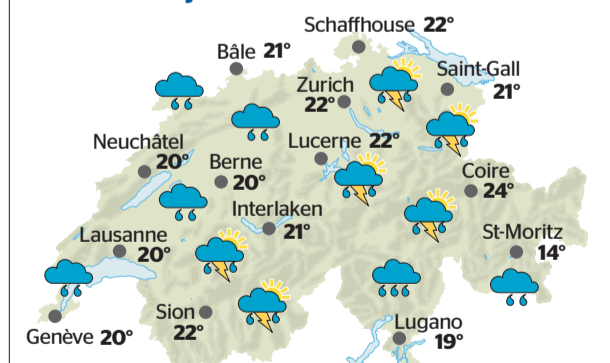 Schaffhouse 22°
Bâle 21°
Zurich
22°
Saint-Gall
21°
Neuchâtel
20°
Berne
20°
Lucerne 22°
Coire
24°
Interlaken
21°
Lausanne
20°
St-Moritz
14°
Sion
22°
Genève 20°
Lugano
19°